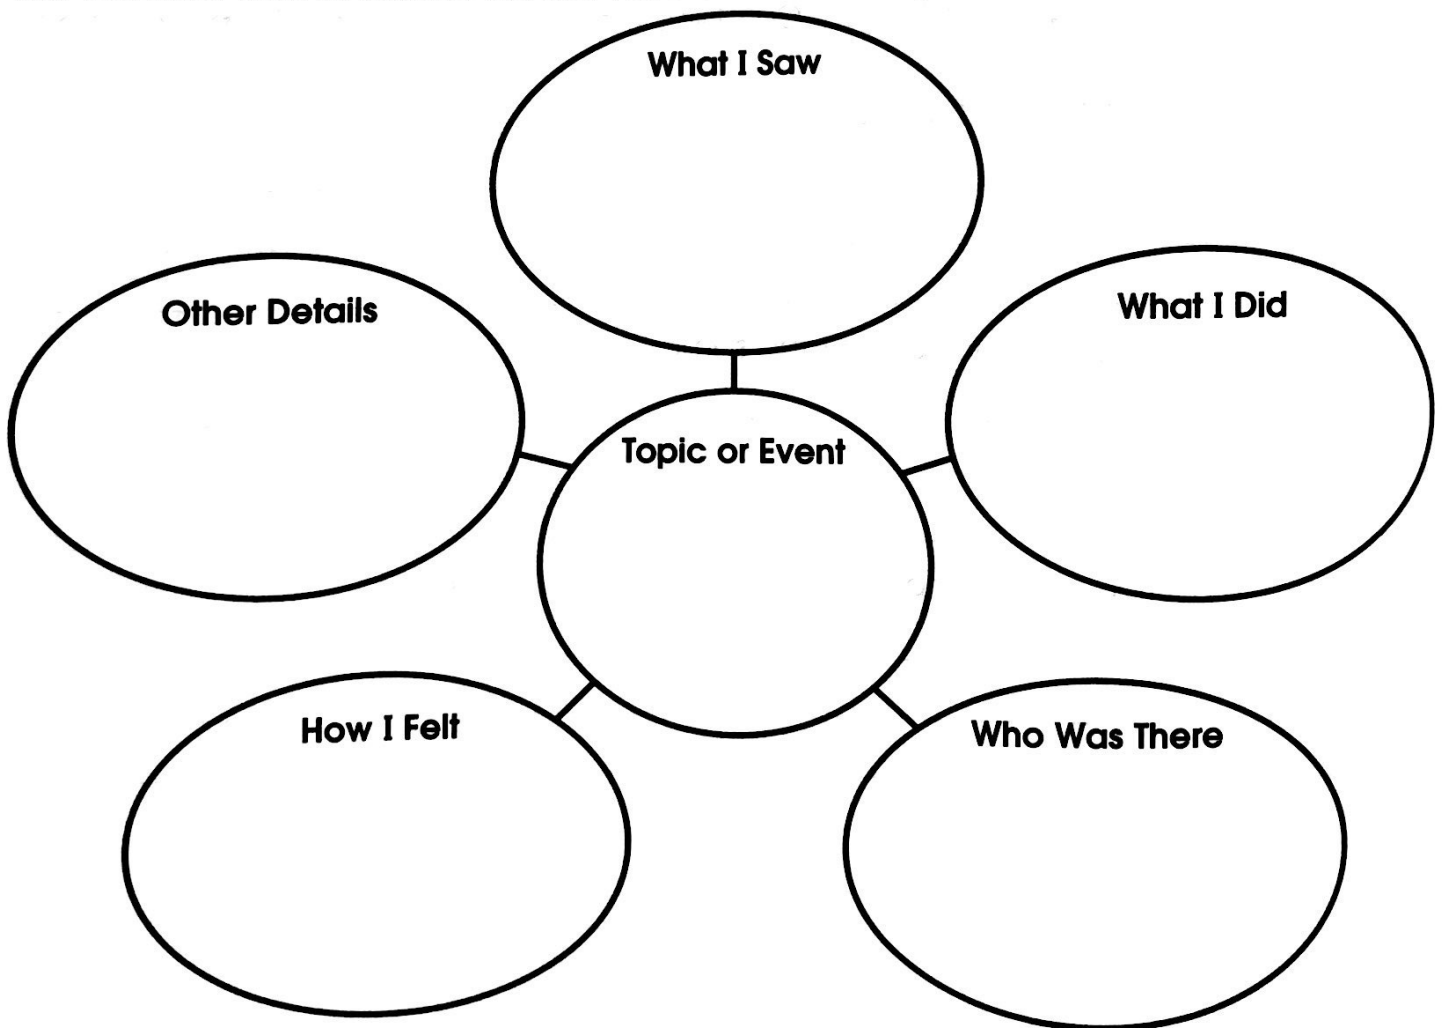 What I Saw
Other Details
What I Did
Topic or Event
How I Felt
Who Was There